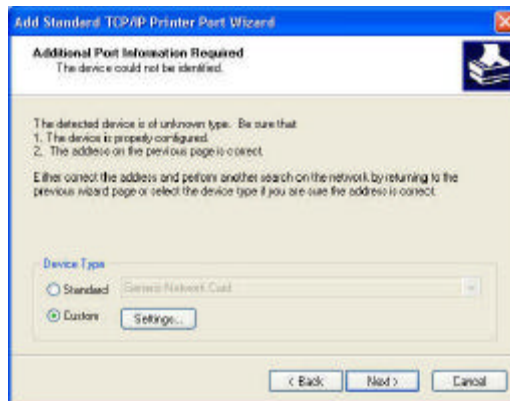 Add Standard TCP/IP Printer Port Wizard
Additional Port Information Required
The device could not be identified.
The detected device is of unknown type. Be sure that:
1. The device is properly configured.
2. The address on the previous page is correct.
Either correct the address and perform another search on the network by returning to the
previous wizard page or select the device type if you are sure the address is correct.
Device Type
Standard
Generic Network Card
Custom
Settings...
< Back
Next >
Cancel